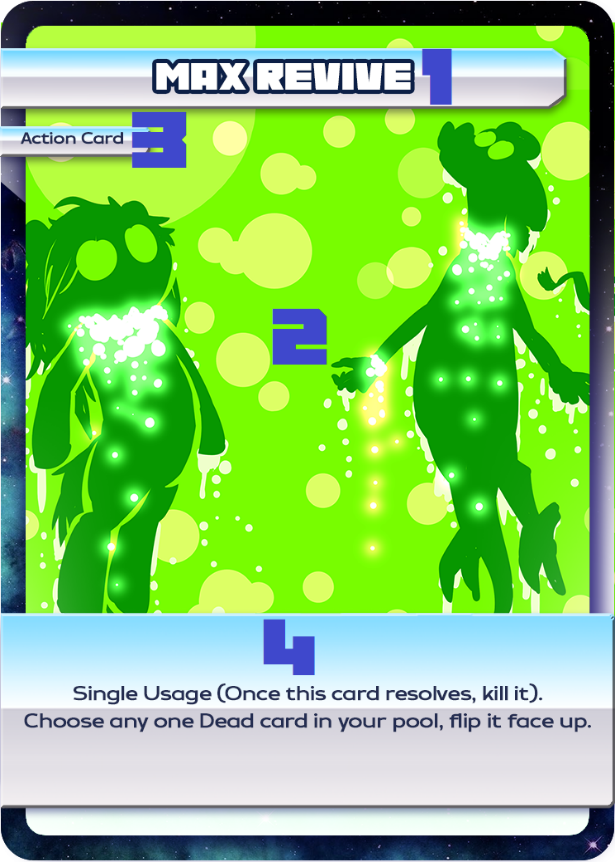 MAX REVIVE 1
Action Card 3
2
4
Single Usage (Once this card resolves, kill it).
Choose any one Dead card in your pool, flip it face up.